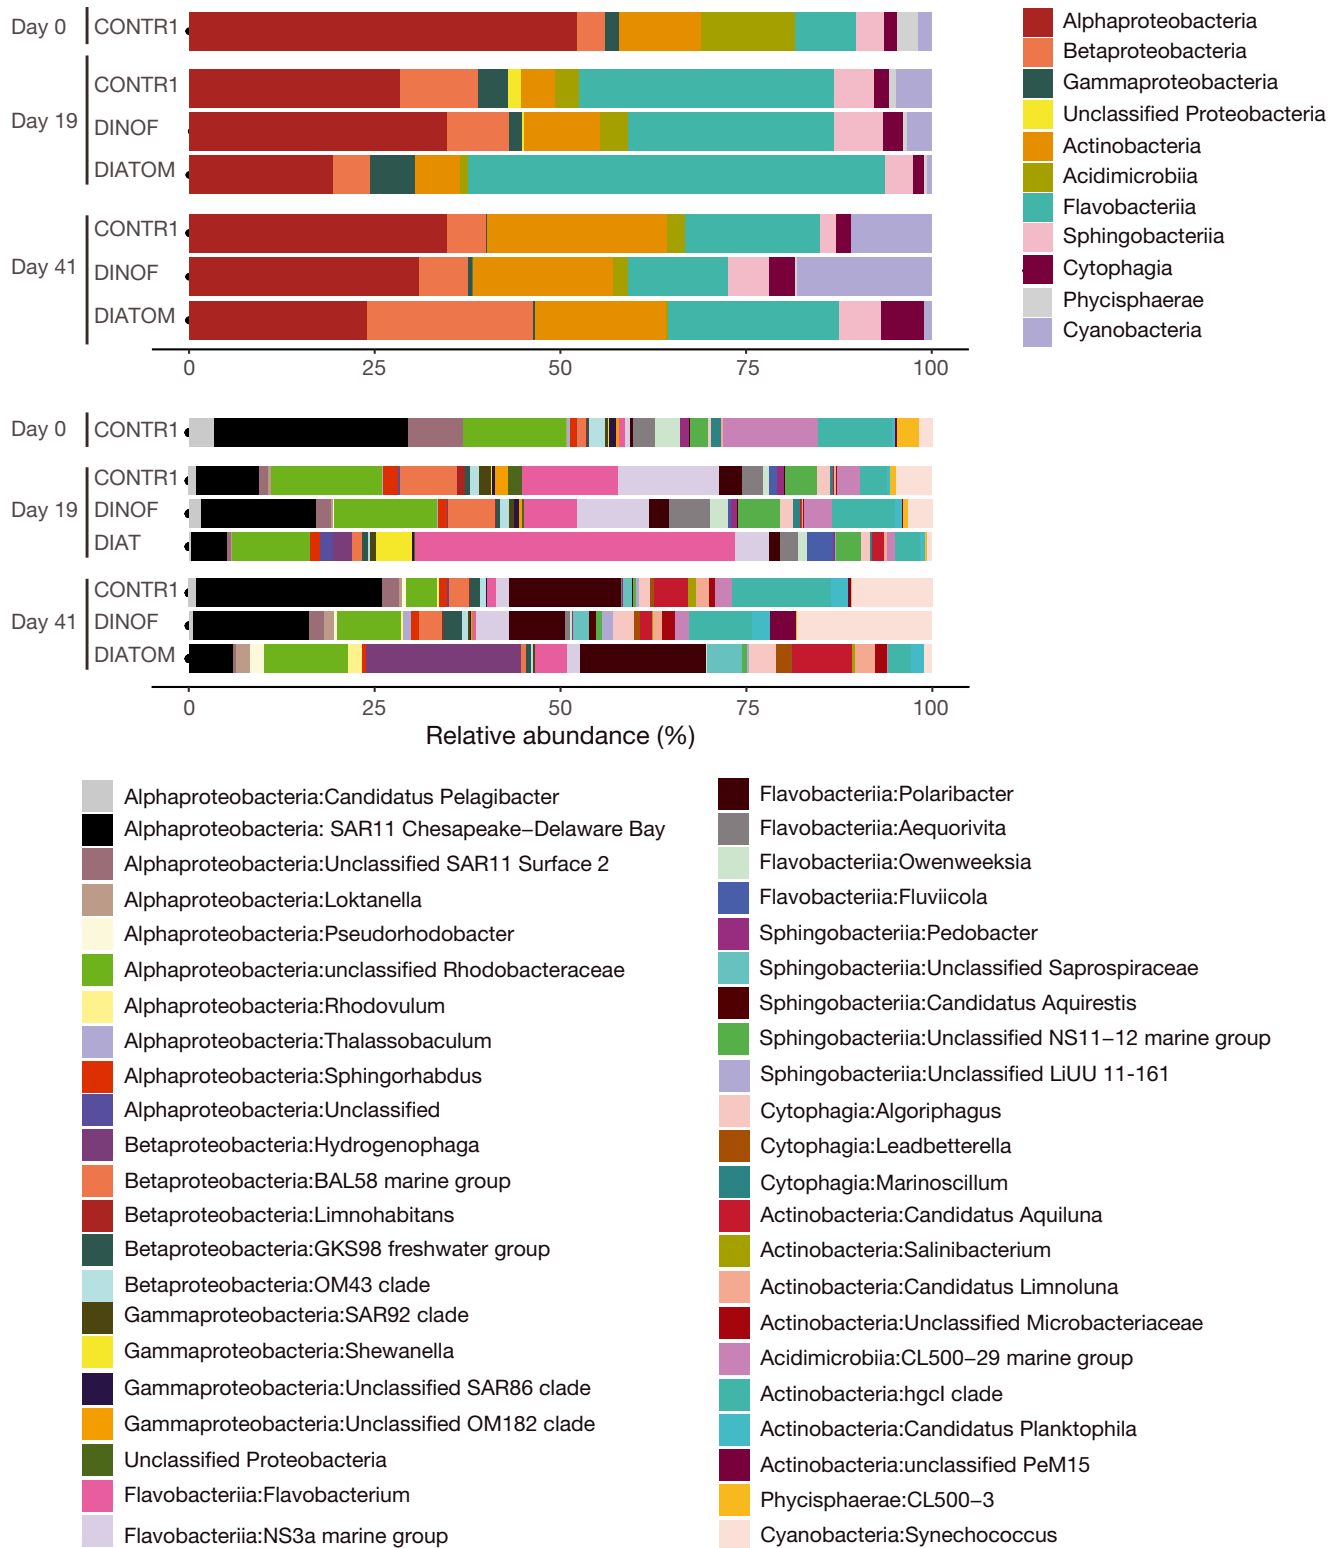 Day 0
CONTR1
Day 19
CONTR1
DINOF
DIATOM
Day 41
CONTR1
DINOF
DIATOM
0 25 50 75 100
Alphaproteobacteria
Betaproteobacteria
Gammaproteobacteria
Unclassified Proteobacteria
Actinobacteria
Acidimicrobiia
Flavobacteriia
Sphingobacteriia
Cytophagia
Phycisphaerae
Cyanobacteria
Day 0
CONTR1
Day 19
CONTR1
DINOF
DIAT
Day 41
CONTR1
DINOF
DIATOM
0 25 50 75 100
Relative abundance (%)
Alphaproteobacteria:Candidatus Pelagibacter
Alphaproteobacteria: SAR11 Chesapeake−Delaware Bay
Alphaproteobacteria:Unclassified SAR11 Surface 2
Alphaproteobacteria:Loktanella
Alphaproteobacteria:Pseudorhodobacter
Alphaproteobacteria:unclassified Rhodobacteraceae
Alphaproteobacteria:Rhodovulum
Alphaproteobacteria:Thalassobaculum
Alphaproteobacteria:Sphingorhabdus
Alphaproteobacteria:Unclassified
Betaproteobacteria:Hydrogenophaga
Betaproteobacteria:BAL58 marine group
Betaproteobacteria:Limnohabitans
Betaproteobacteria:GKS98 freshwater group
Betaproteobacteria:OM43 clade
Gammaproteobacteria:SAR92 clade
Gammaproteobacteria:Shewanella
Gammaproteobacteria:Unclassified SAR86 clade
Gammaproteobacteria:Unclassified OM182 clade
Unclassified Proteobacteria
Flavobacteriia:Flavobacterium
Flavobacteriia:NS3a marine group
Flavobacteriia:Polaribacter
Flavobacteriia:Aequorivita
Flavobacteriia:Owenweeksia
Flavobacteriia:Fluviicola
Sphingobacteriia:Pedobacter
Sphingobacteriia:Unclassified Saprospiraceae
Sphingobacteriia:Candidatus Aquirestis
Sphingobacteriia:Unclassified NS11−12 marine group
Sphingobacteriia:Unclassified LiUU 11-161
Cytophagia:Algoriphagus
Cytophagia:Leadbetterella
Cytophagia:Marinoscillum
Actinobacteria:Candidatus Aquiluna
Actinobacteria:Salinibacterium
Actinobacteria:Candidatus Limnoluna
Actinobacteria:Unclassified Microbacteriaceae
Acidimicrobiia:CL500−29 marine group
Actinobacteria:hgcI clade
Actinobacteria:Candidatus Planktophila
Actinobacteria:unclassified PeM15
Phycisphaerae:CL500−3
Cyanobacteria:Synechococcus